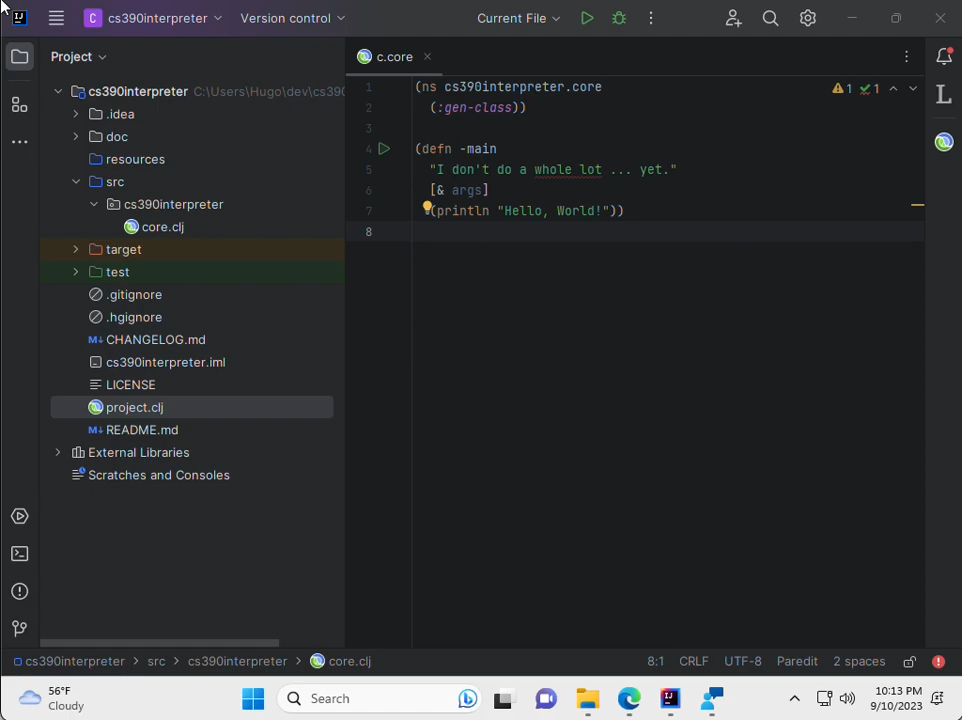 IJ
C cs390interpreter
Version control
Current File
Project
cs390interpreter C:\Users\Hugo\dev\cs390
.idea
doc
resources
src
cs390interpreter
core.clj
target
test
.gitignore
.hgignore
M↓ CHANGELOG.md
cs390interpreter.iml
LICENSE
project.clj
M↓ README.md
External Libraries
Scratches and Consoles
c.core
1 (ns cs390interpreter.core
2 (:gen-class))
3
4 (defn -main
5 "I don't do a whole lot ... yet."
6 [& args]
7 (println "Hello, World!"))
8
1 1
L
cs390interpreter > src > cs390interpreter > core.clj
8:1 CRLF UTF-8 Paredit 2 spaces
56°F
Cloudy
Search
IJ
10:13 PM
9/10/2023